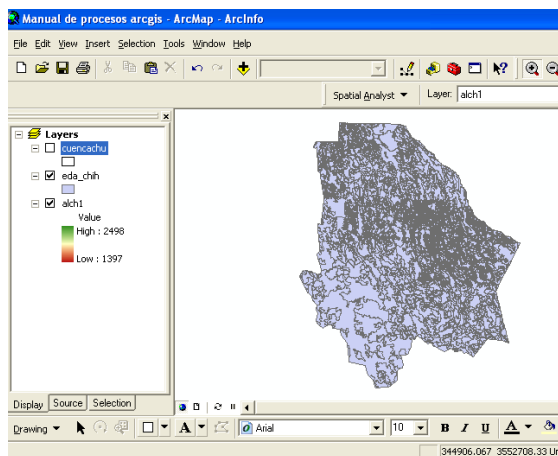 Manual de procesos arcgis - ArcMap - ArcInfo
File Edit View Insert Selection Tools Window Help
Spatial Analyst Layer: alch1
Layers
cuencachu
eda_chih
alch1
Value
High : 2498
Low : 1397
Display Source Selection
Drawing A Arial 10 B I U A
344906.067 3552708.33